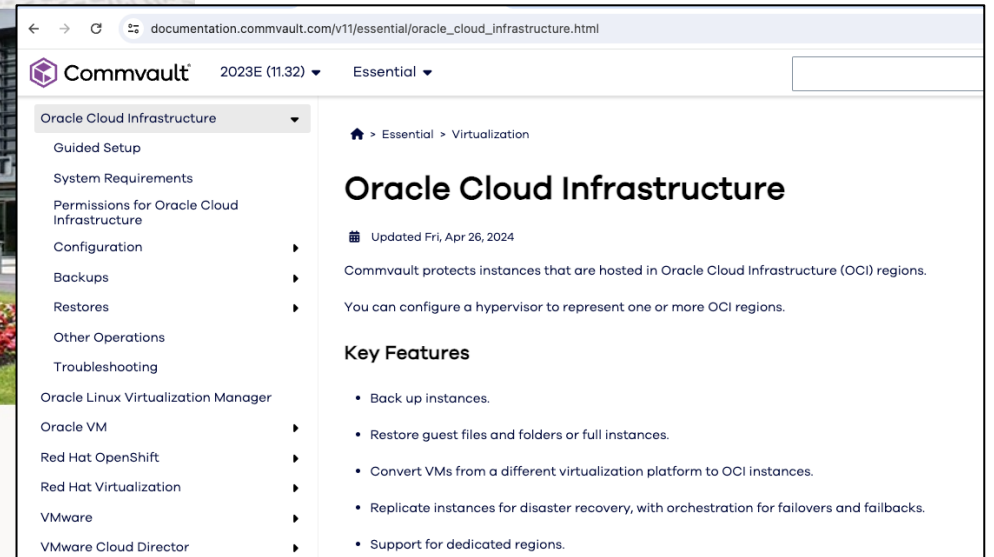 documentation.commvault.com/v11/essential/oracle_cloud_infrastructure.html
Commvault
2023E (11.32)
Essential
Oracle Cloud Infrastructure
Guided Setup
System Requirements
Permissions for Oracle Cloud
Infrastructure
Configuration
Backups
Restores
Other Operations
Troubleshooting
Oracle Linux Virtualization Manager
Oracle VM
Red Hat OpenShift
Red Hat Virtualization
VMware
VMware Cloud Director
> Essential > Virtualization
Oracle Cloud Infrastructure
Updated Fri, Apr 26, 2024
Commvault protects instances that are hosted in Oracle Cloud Infrastructure (OCI) regions.
You can configure a hypervisor to represent one or more OCI regions.
Key Features
• Back up instances.
• Restore guest files and folders or full instances.
• Convert VMs from a different virtualization platform to OCI instances.
• Replicate instances for disaster recovery, with orchestration for failovers and failbacks.
• Support for dedicated regions.